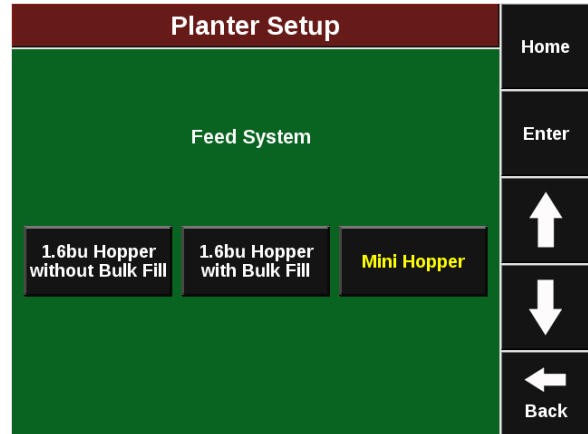 Planter Setup
Home
Feed System
Enter
1.6bu Hopper
without Bulk Fill
1.6bu Hopper
with Bulk Fill
Mini Hopper
Back